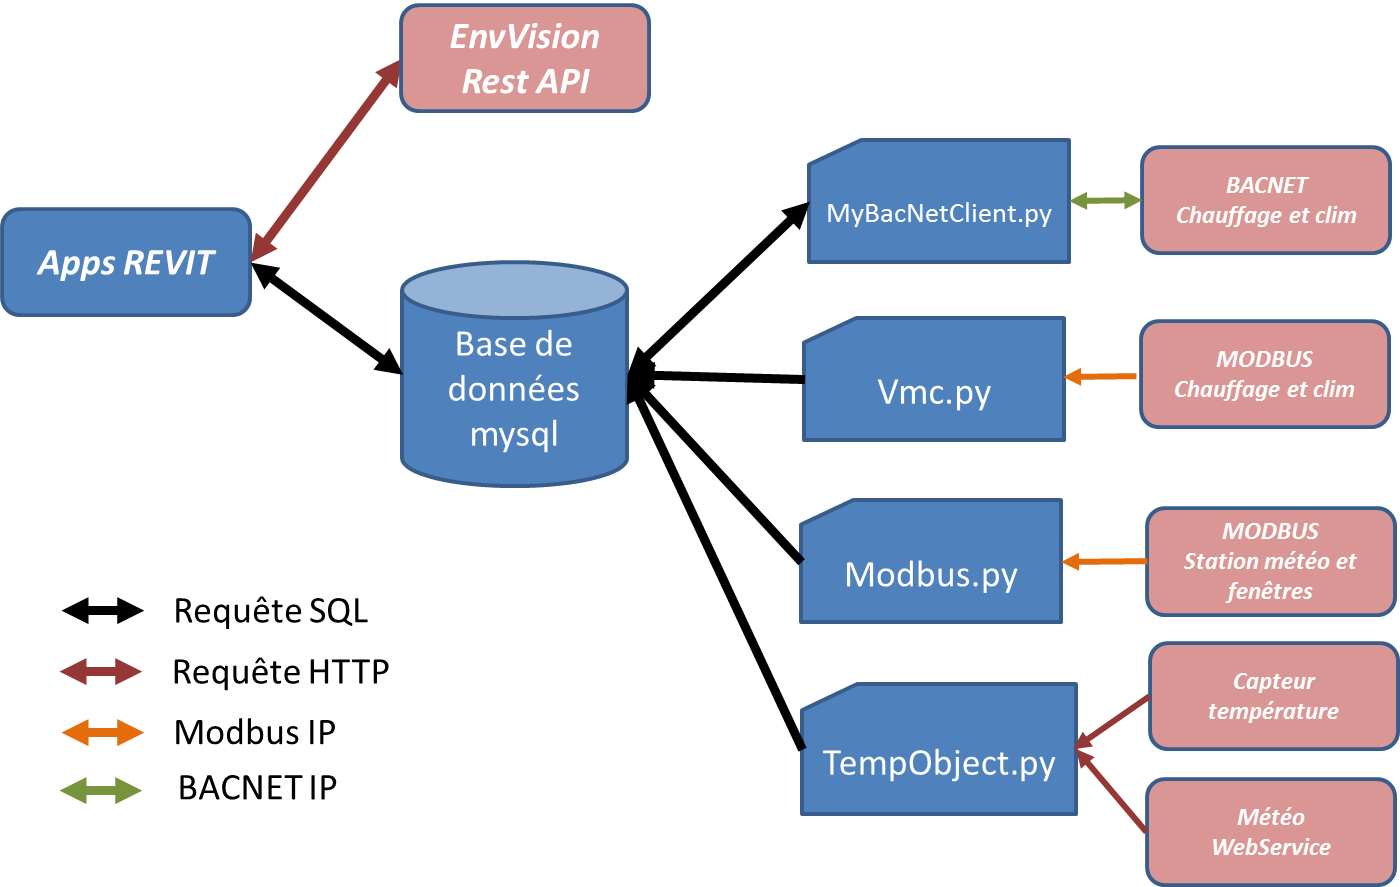 EnvVision
Rest API
Apps REVIT
Base de
données
mysql
MyBacNetClient.py
BACNET
Chauffage et clim
Vmc.py
MODBUS
Chauffage et clim
Modbus.py
MODBUS
Station météo et
fenêtres
TempObject.py
Capteur
température
Météo
WebService
Requête SQL
Requête HTTP
Modbus IP
BACNET IP